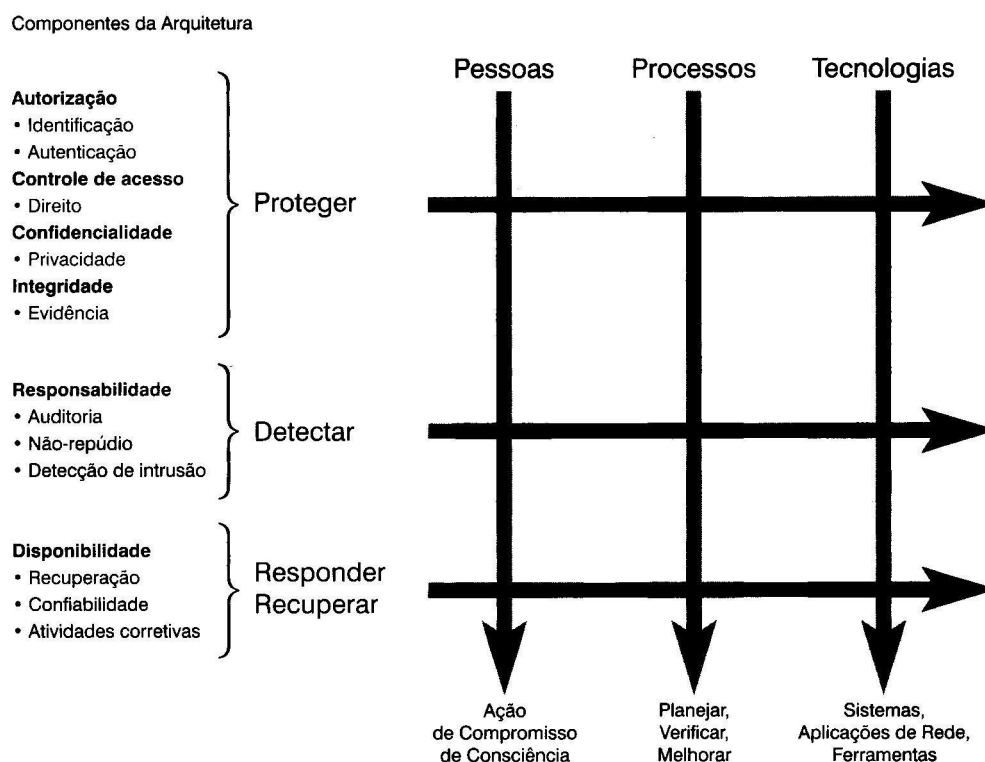 Componentes da Arquitetura
Pessoas
Processos
Tecnologias
Autorização
• Identificação
• Autenticação
Controle de acesso
• Direito
Confidencialidade
• Privacidade
Integridade
• Evidência
Proteger
Responsabilidade
• Auditoria
• Não-repúdio
• Detecção de intrusão
Detectar
Disponibilidade
• Recuperação
• Confiabilidade
• Atividades corretivas
Responder
Recuperar
Ação
de Compromisso
de Consciência
Planejar,
Verificar,
Melhorar
Sistemas,
Aplicações de Rede,
Ferramentas